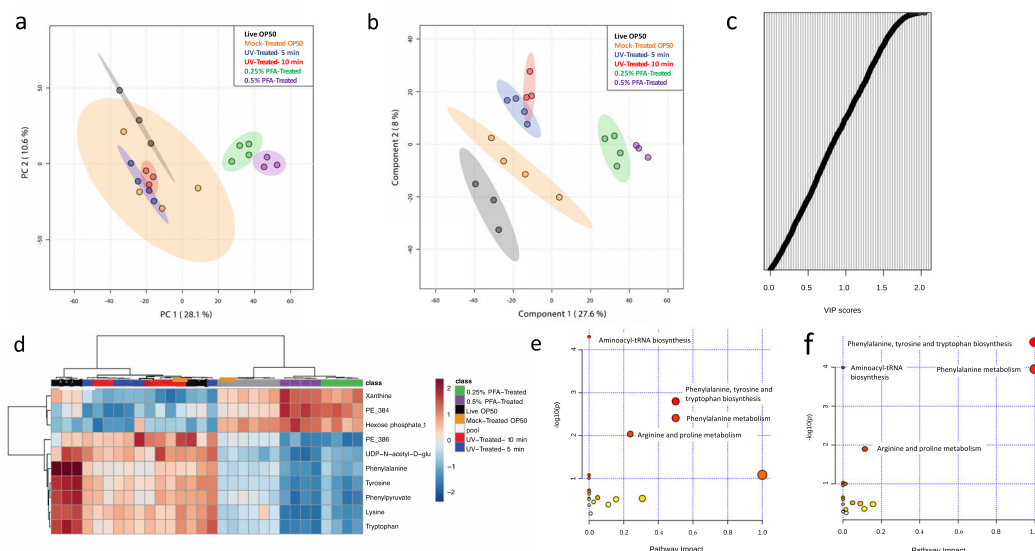 a
Live OP50
Mock-Treated OP50
UV-Treated- 5 min
UV-Treated- 10 min
0.25% PFA-Treated
0.5% PFA-Treated
PC 2 ( 10.6 %)
50
0
-50
-60
-40
-20
0
20
40
60
PC 1 ( 28.1 %)
b
Live OP50
Mock-Treated OP50
UV-Treated- 5 min
UV-Treated- 10 min
0.25% PFA-Treated
0.5% PFA-Treated
Component 2 ( 8 %)
40
20
0
-20
-40
-60
-40
-20
0
20
40
60
Component 1 ( 27.6 %)
c
0.0
0.5
1.0
1.5
2.0
VIP scores
d
class
Xanthine
PE_384
Hexose phosphate_1
PE_386
UDP-N-acetyl-D-glu
Phenylalanine
Tyrosine
Phenylpyruvate
Lysine
Tryptophan
2
1
0
-1
-2
class
0.25% PFA-Treated
0.5% PFA-Treated
Live OP50
Mock-Treated OP50
pool
UV-Treated- 10 min
UV-Treated- 5 min
e
Aminoacyl-tRNA biosynthesis
Phenylalanine, tyrosine and
tryptophan biosynthesis
Phenylalanine metabolism
Arginine and proline metabolism
-log10(p)
4
3
2
1
0.0
0.2
0.4
0.6
0.8
1.0
Pathway Impact
f
Phenylalanine, tyrosine and tryptophan biosynthesis
Aminoacyl-tRNA
biosynthesis
Phenylalanine metabolism
Arginine and proline metabolism
-log10(p)
4
3
2
1
0.0
0.2
0.4
0.6
0.8
1.0
Pathway Impact